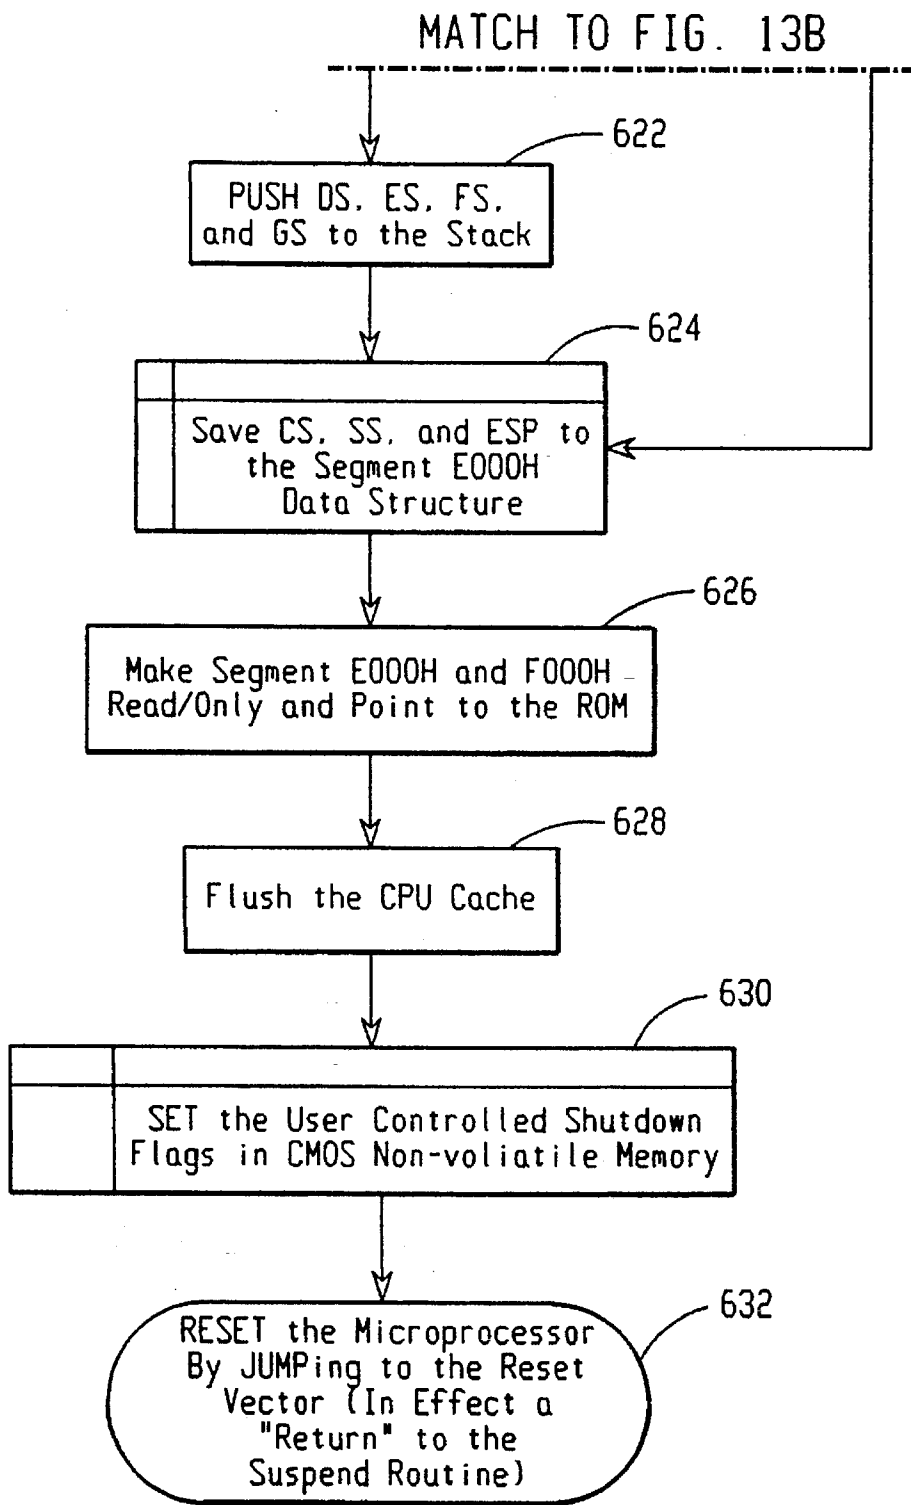 MATCH TO FIG. 13B
622
PUSH DS, ES, FS,
and GS to the Stack
624
Save CS, SS, and ESP to
the Segment E000H
Data Structure
626
Make Segment E000H and F000H
Read/Only and Point to the ROM
628
Flush the CPU Cache
630
SET the User Controlled Shutdown
Flags in CMOS Non-voliatile Memory
632
RESET the Microprocessor
By JUMPing to the Reset
Vector (In Effect a
"Return" to the
Suspend Routine)